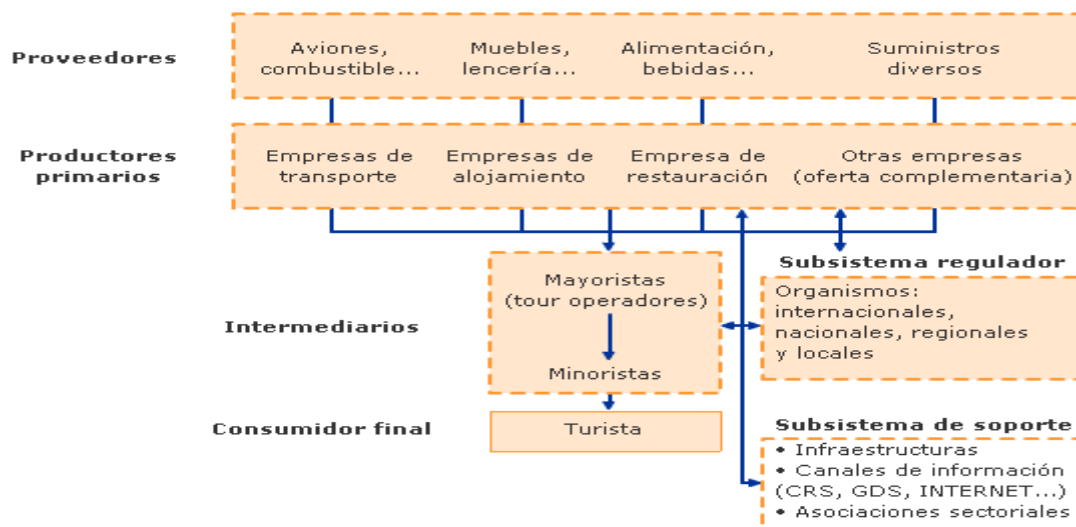 Proveedores
Aviones,
combustible...
Muebles,
lencería...
Alimentación,
bebidas...
Suministros
diversos
Productores
primarios
Empresas de
transporte
Empresas de
alojamiento
Empresa de
restauración
Otras empresas
(oferta complementaria)
Intermediarios
Mayoristas
(tour operadores)
Minoristas
Subsistema regulador
Organismos:
internacionales,
nacionales, regionales
y locales
Consumidor final
Turista
Subsistema de soporte
• Infraestructuras
• Canales de información
(CRS, GDS, INTERNET...)
• Asociaciones sectoriales